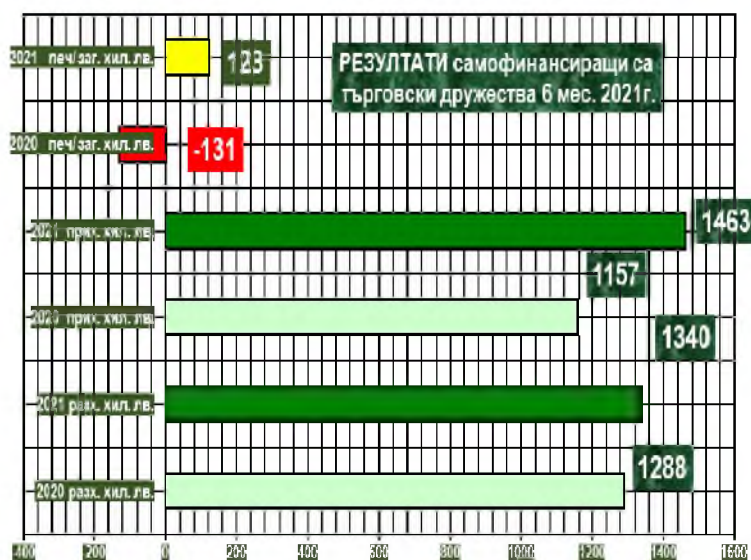 РЕЗУЛТАТИ самофинансиращи са
търговски дружества 6 мес. 2021г.
2021 печ/заг. хил. лв.
123
2020 печ/заг. хил. лв.
-131
2021 прих. хил. лв.
1463
2020 прих. хил. лв.
1157
2021 разх. хил. лв.
1340
2020 разх. хил. лв.
1288
-400 -200 0 200 400 600 800 1000 1200 1400 1600